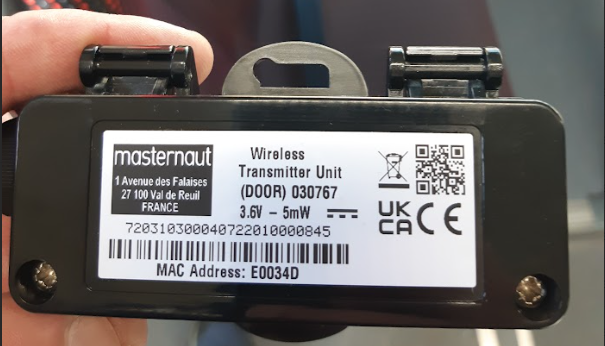 masternaut
1 Avenue des Falaises
27 100 Val de Reuil
FRANCE
Wireless
Transmitter Unit
(DOOR) 030767
3.6V – 5mW
UK
CA CE
720310300040722010000845
MAC Address: E0034D